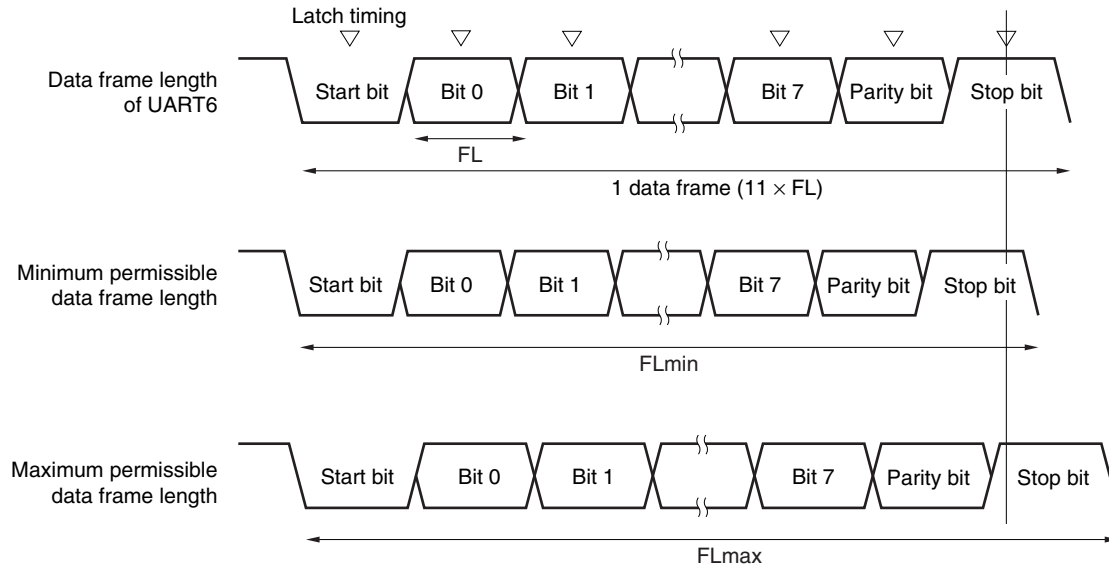 Latch timing
Data frame length
of UART6
Start bit
Bit 0
Bit 1
Bit 7
Parity bit
Stop bit
FL
1 data frame (11 × FL)
Minimum permissible
data frame length
Start bit
Bit 0
Bit 1
Bit 7
Parity bit
Stop bit
FLmin
Maximum permissible
data frame length
Start bit
Bit 0
Bit 1
Bit 7
Parity bit
Stop bit
FLmax